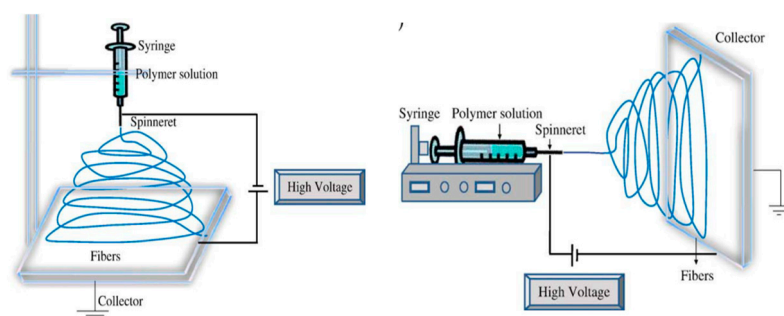 Syringe
Polymer solution
Spinneret
High Voltage
Fibers
Collector
,
Collector
Syringe Polymer solution
Spinneret
Fibers
High Voltage